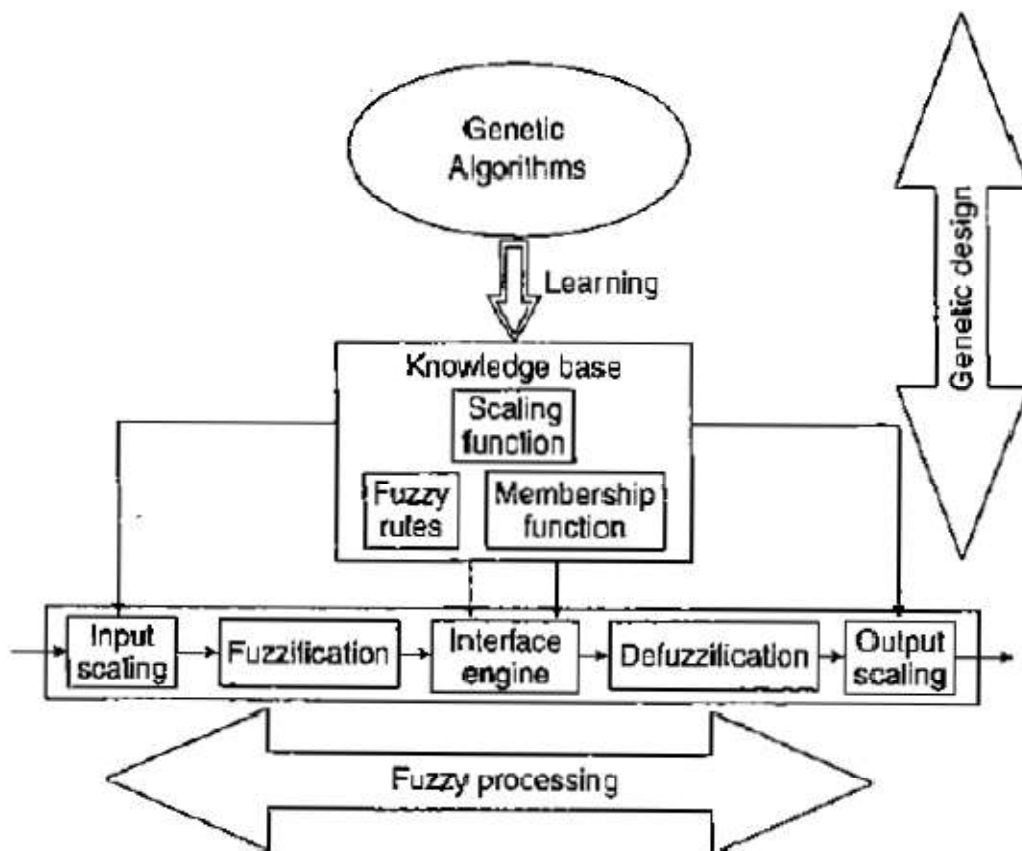 Genetic
Algorithms
Learning
Genetic design
Knowledge base
Scaling
function
Fuzzy
rules
Membership
function
Input
scaling
Fuzzification
Interface
engine
Defuzzification
Output
scaling
Fuzzy processing